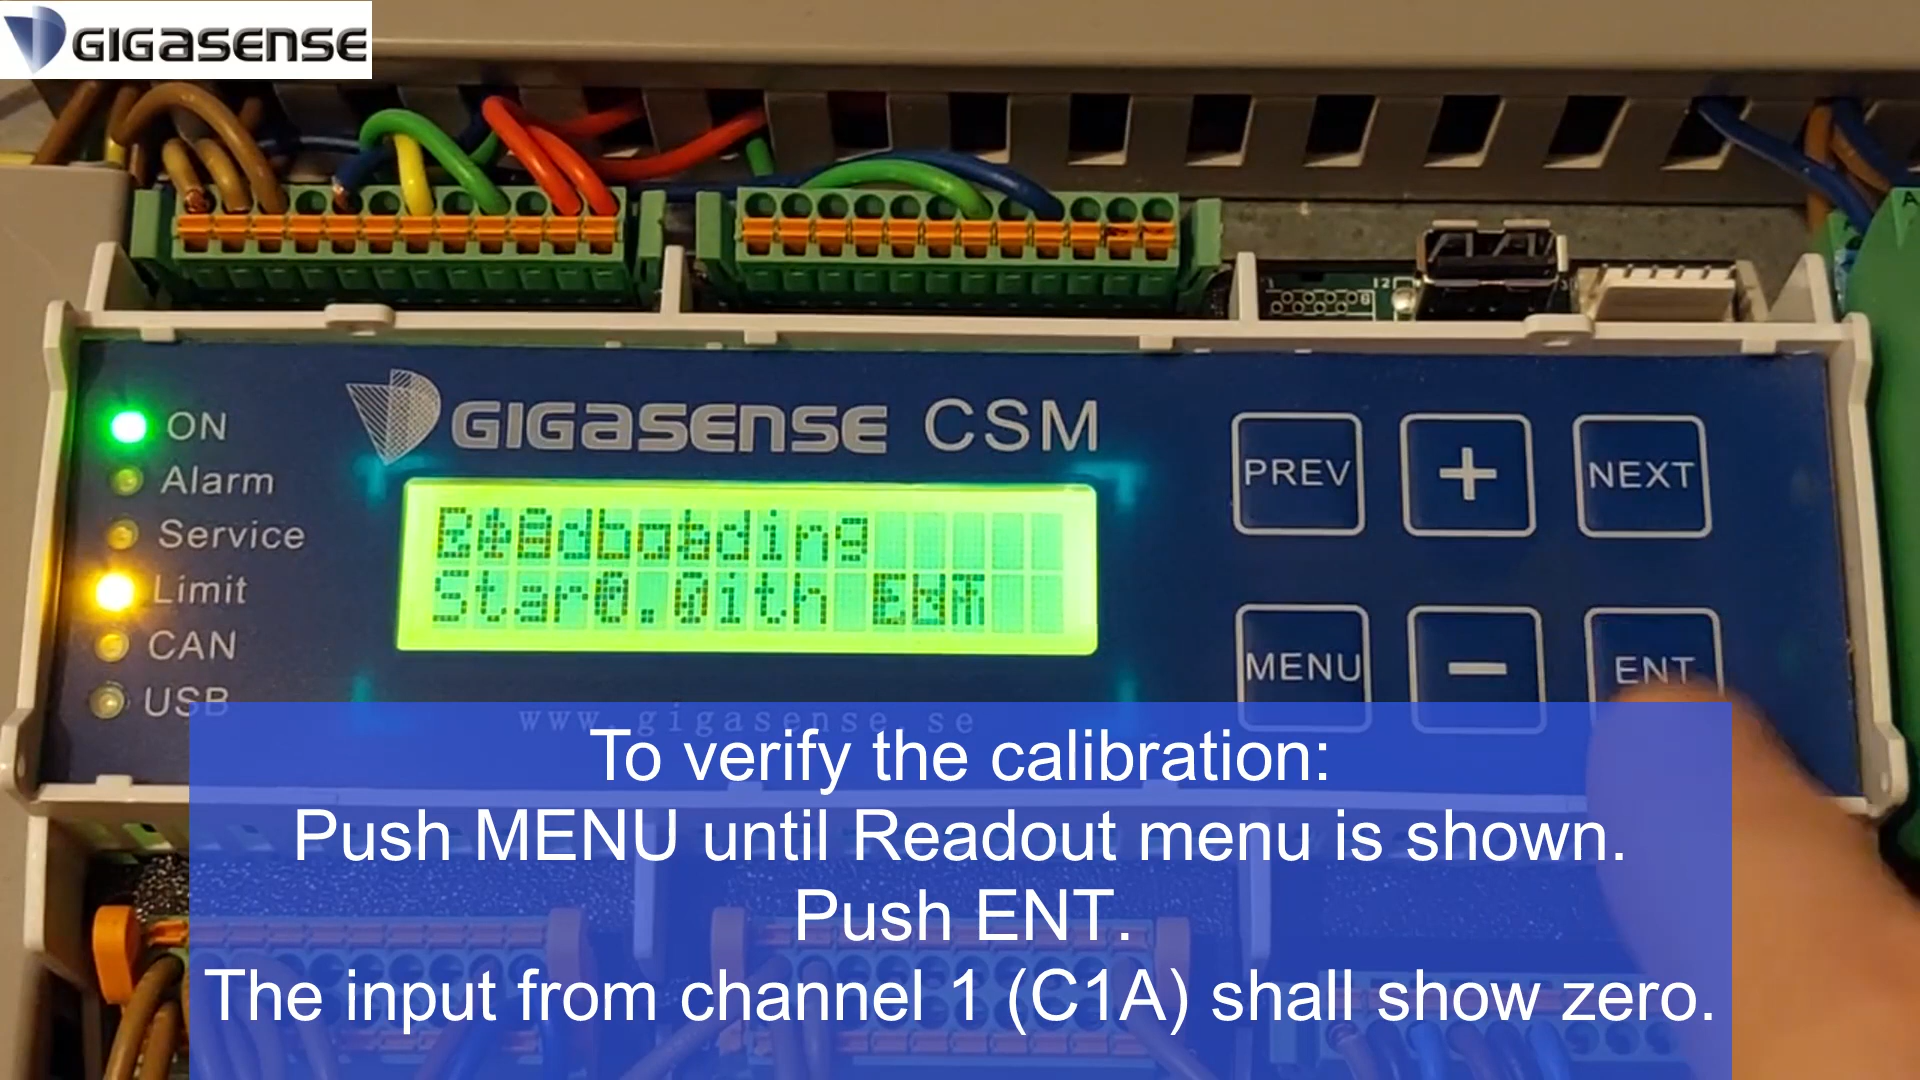 GIGASENSE
ON
Alarm
Service
Limit
CAN
USB
GIGASENSE CSM
www.gigasense.se
PREV
+
NEXT
MENU
−
ENT
To verify the calibration:
Push MENU until Readout menu is shown.
Push ENT.
The input from channel 1 (C1A) shall show zero.